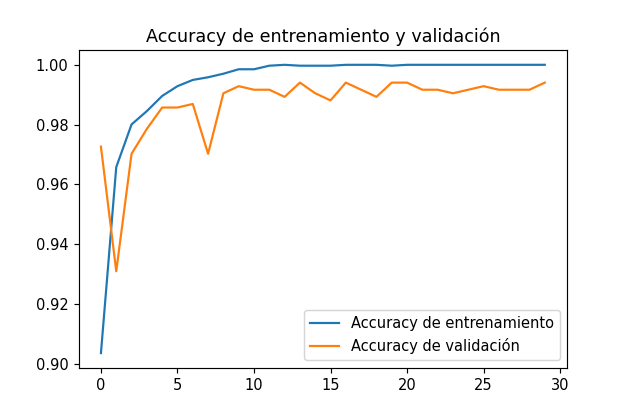 Accuracy de entrenamiento y validación
1.00
0.98
0.96
0.94
0.92
0.90
0 5 10 15 20 25 30
Accuracy de entrenamiento
Accuracy de validación